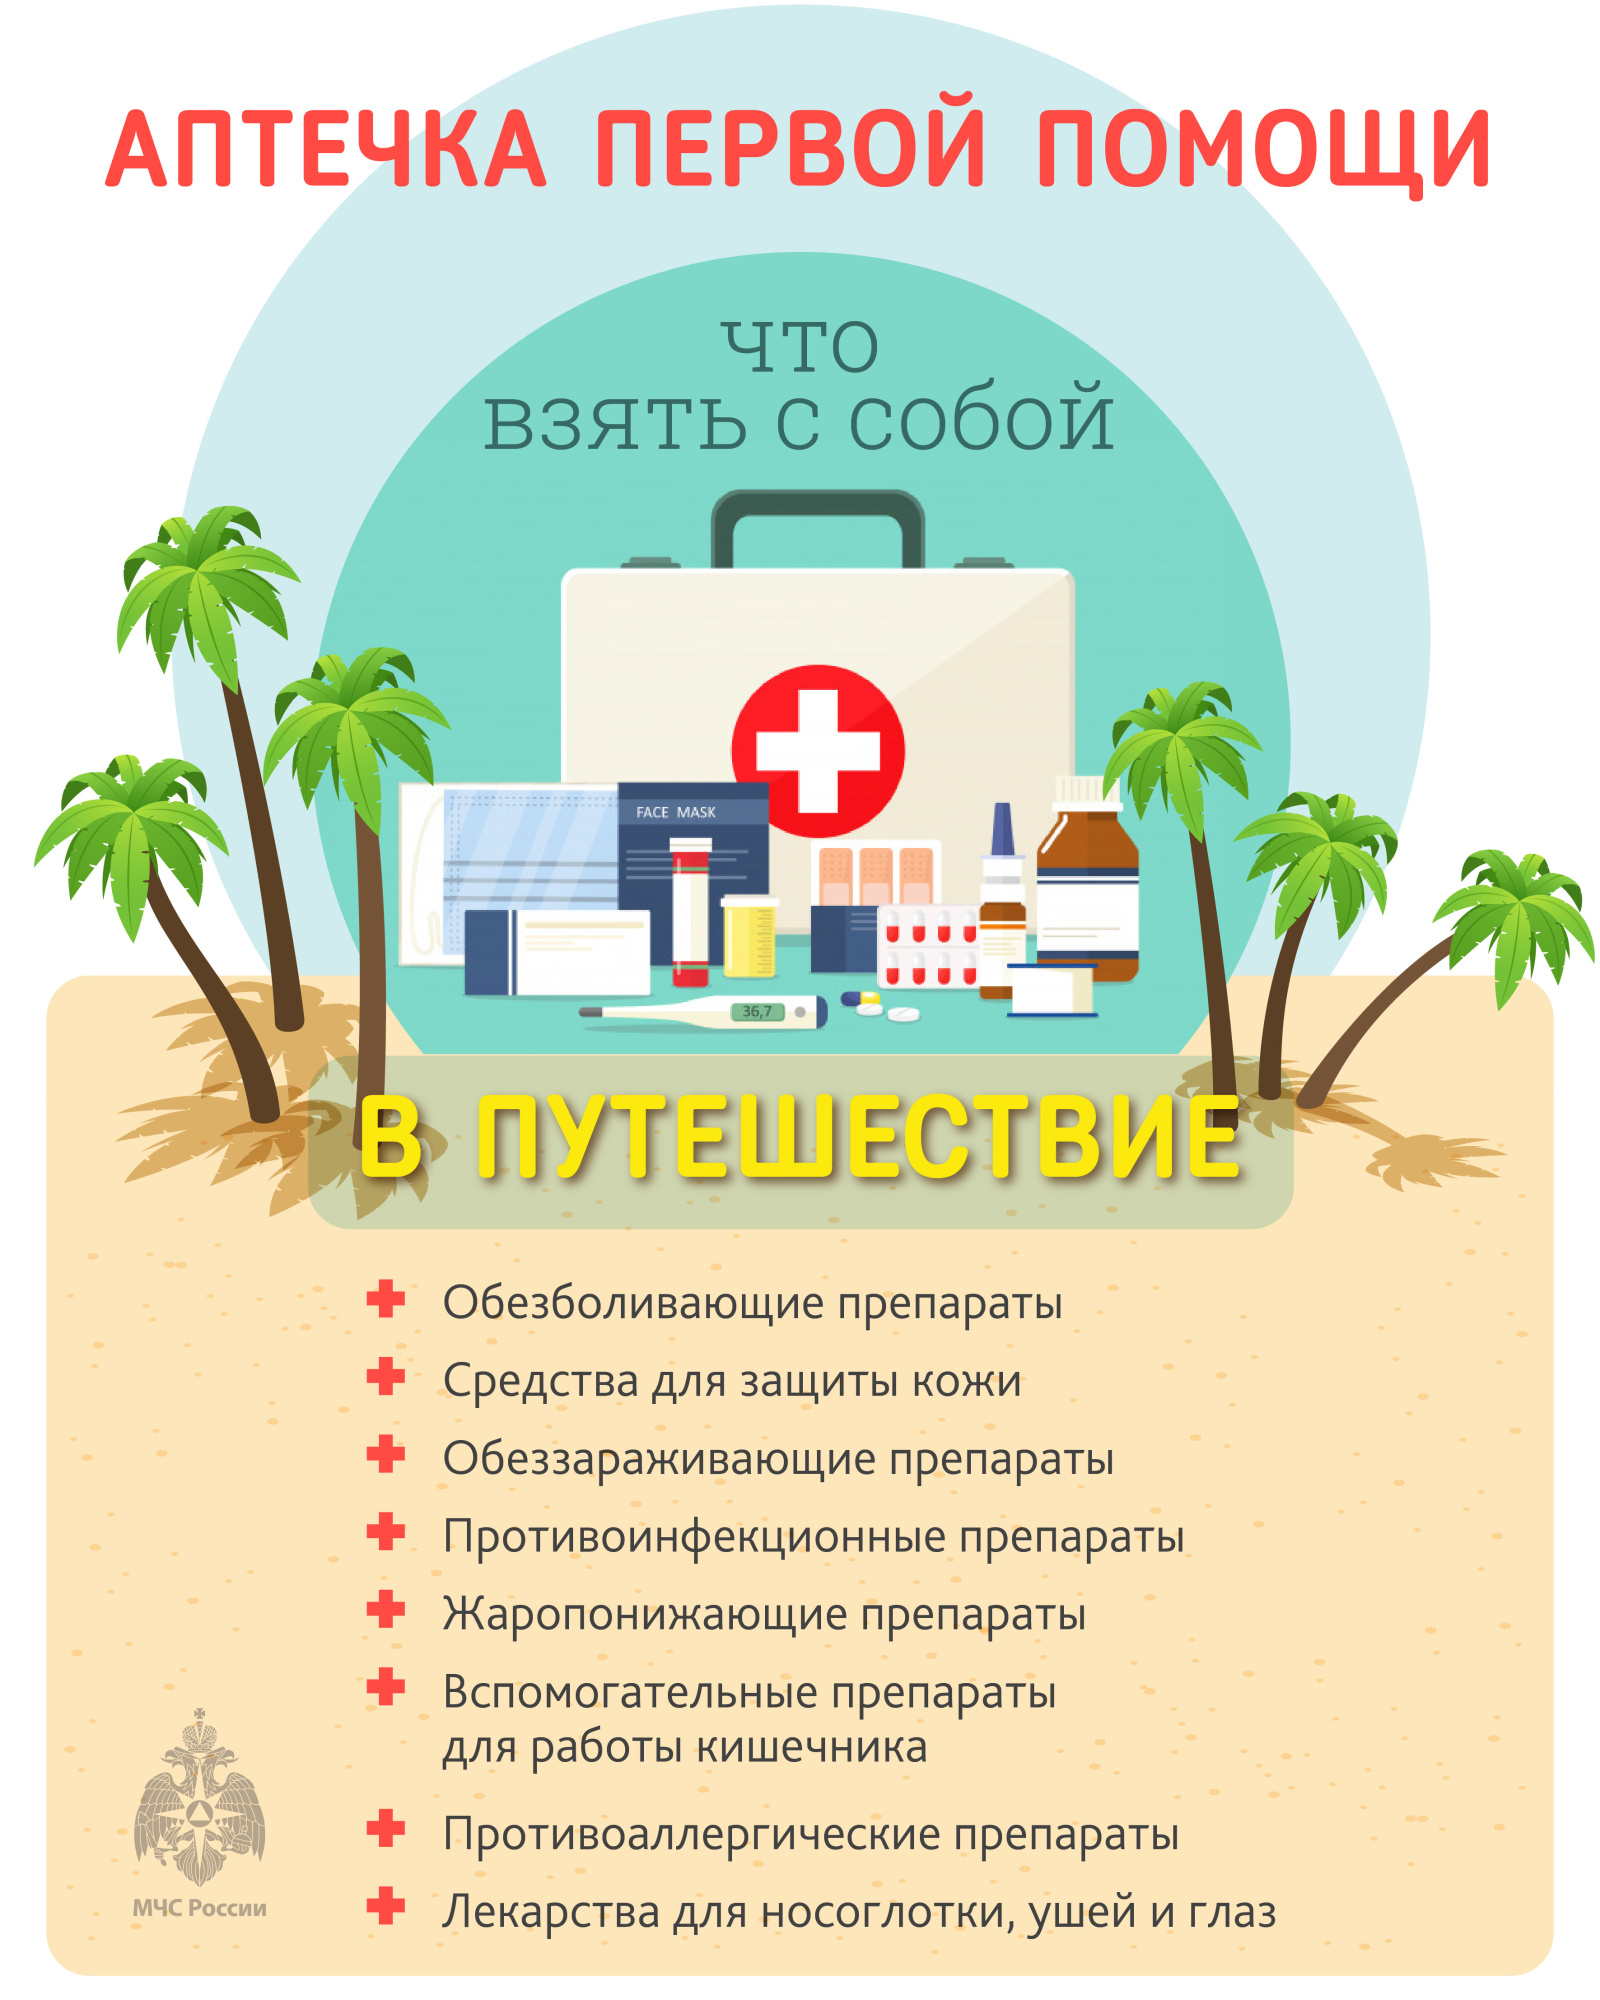 АПТЕЧКА ПЕРВОЙ ПОМОЩИ
ЧТО
ВЗЯТЬ С СОБОЙ
FACE MASK
36,7
В ПУТЕШЕСТВИЕ
Обезболивающие препараты
Средства для защиты кожи
Обеззараживающие препараты
Противоинфекционные препараты
Жаропонижающие препараты
Вспомогательные препараты
для работы кишечника
Противоаллергические препараты
Лекарства для носоглотки, ушей и глаз
МЧС России